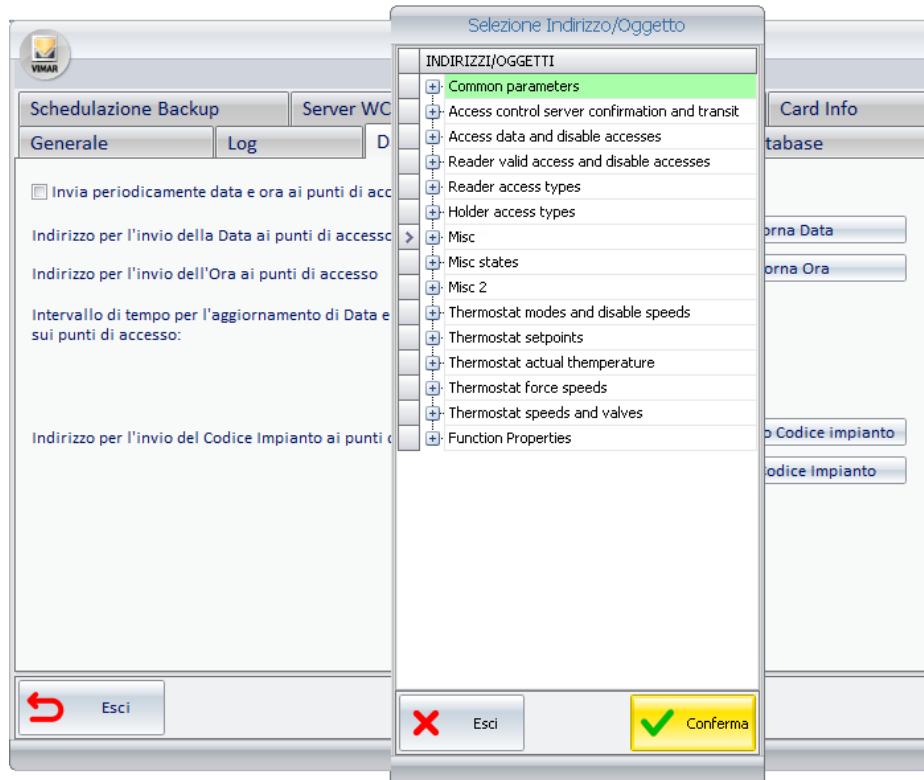 Selezione Indirizzo/Oggetto
VIMAR
INDIRIZZI/OGGETTI
Common parameters
Access control server confirmation and transit
Access data and disable accesses
Reader valid access and disable accesses
Reader access types
Holder access types
Misc
Misc states
Misc 2
Thermostat modes and disable speeds
Thermostat setpoints
Thermostat actual themperature
Thermostat force speeds
Thermostat speeds and valves
Function Properties
Esci
Conferma
Schedulazione Backup
Server WC
Card Info
Generale
Log
D
tabase
Invia periodicamente data e ora ai punti di acc
Indirizzo per l'invio della Data ai punti di accesso
orna Data
Indirizzo per l'invio dell'Ora ai punti di accesso
orna Ora
Intervallo di tempo per l'aggiornamento di Data e
sui punti di accesso:
Indirizzo per l'invio del Codice Impianto ai punti
o Codice impianto
Codice Impianto
Esci